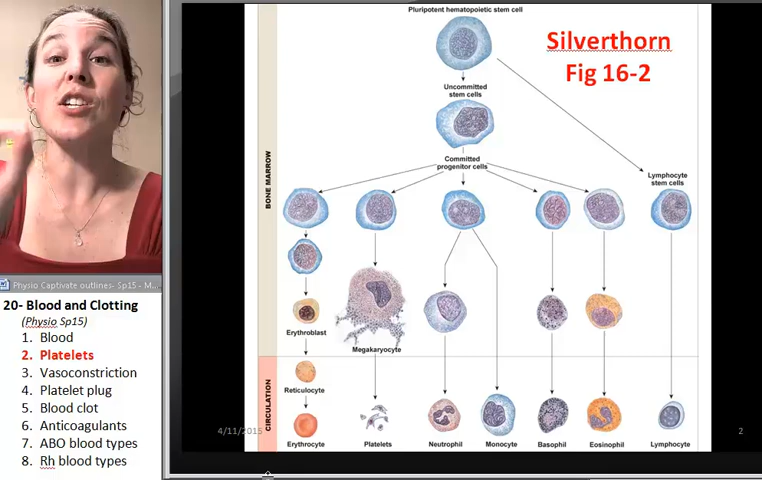 Pluripotent hematopoietic stem cell
Silverthorn
Fig 16-2
Uncommitted
stem cells
Committed
progenitor cells
Lymphocyte
stem cells
BONE MARROW
Erythroblast
Megakaryocyte
CIRCULATION
Reticulocyte
Erythrocyte
Platelets
Neutrophil
Monocyte
Basophil
Eosinophil
Lymphocyte
4/11/2015
2
Physio Captivate outlines- Sp15 - M...
20- Blood and Clotting
(Physio Sp15)
1. Blood
2. Platelets
3. Vasoconstriction
4. Platelet plug
5. Blood clot
6. Anticoagulants
7. ABO blood types
8. Rh blood types